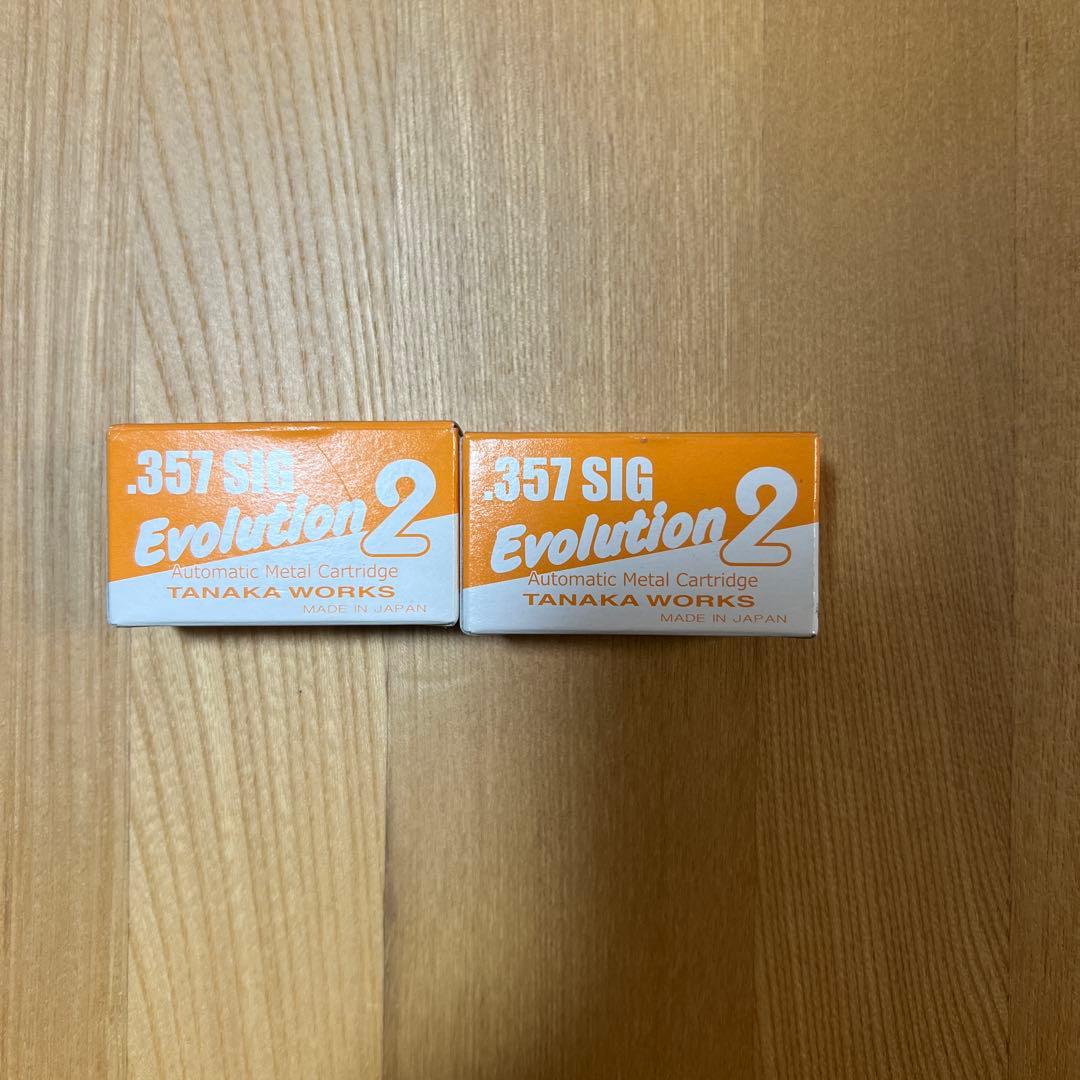 .357 SIG
Evolution 2
Automatic Metal Cartridge
TANAKA WORKS
MADE IN JAPAN
.357 SIG
Evolution 2
Automatic Metal Cartridge
TANAKA WORKS
MADE IN JAPAN